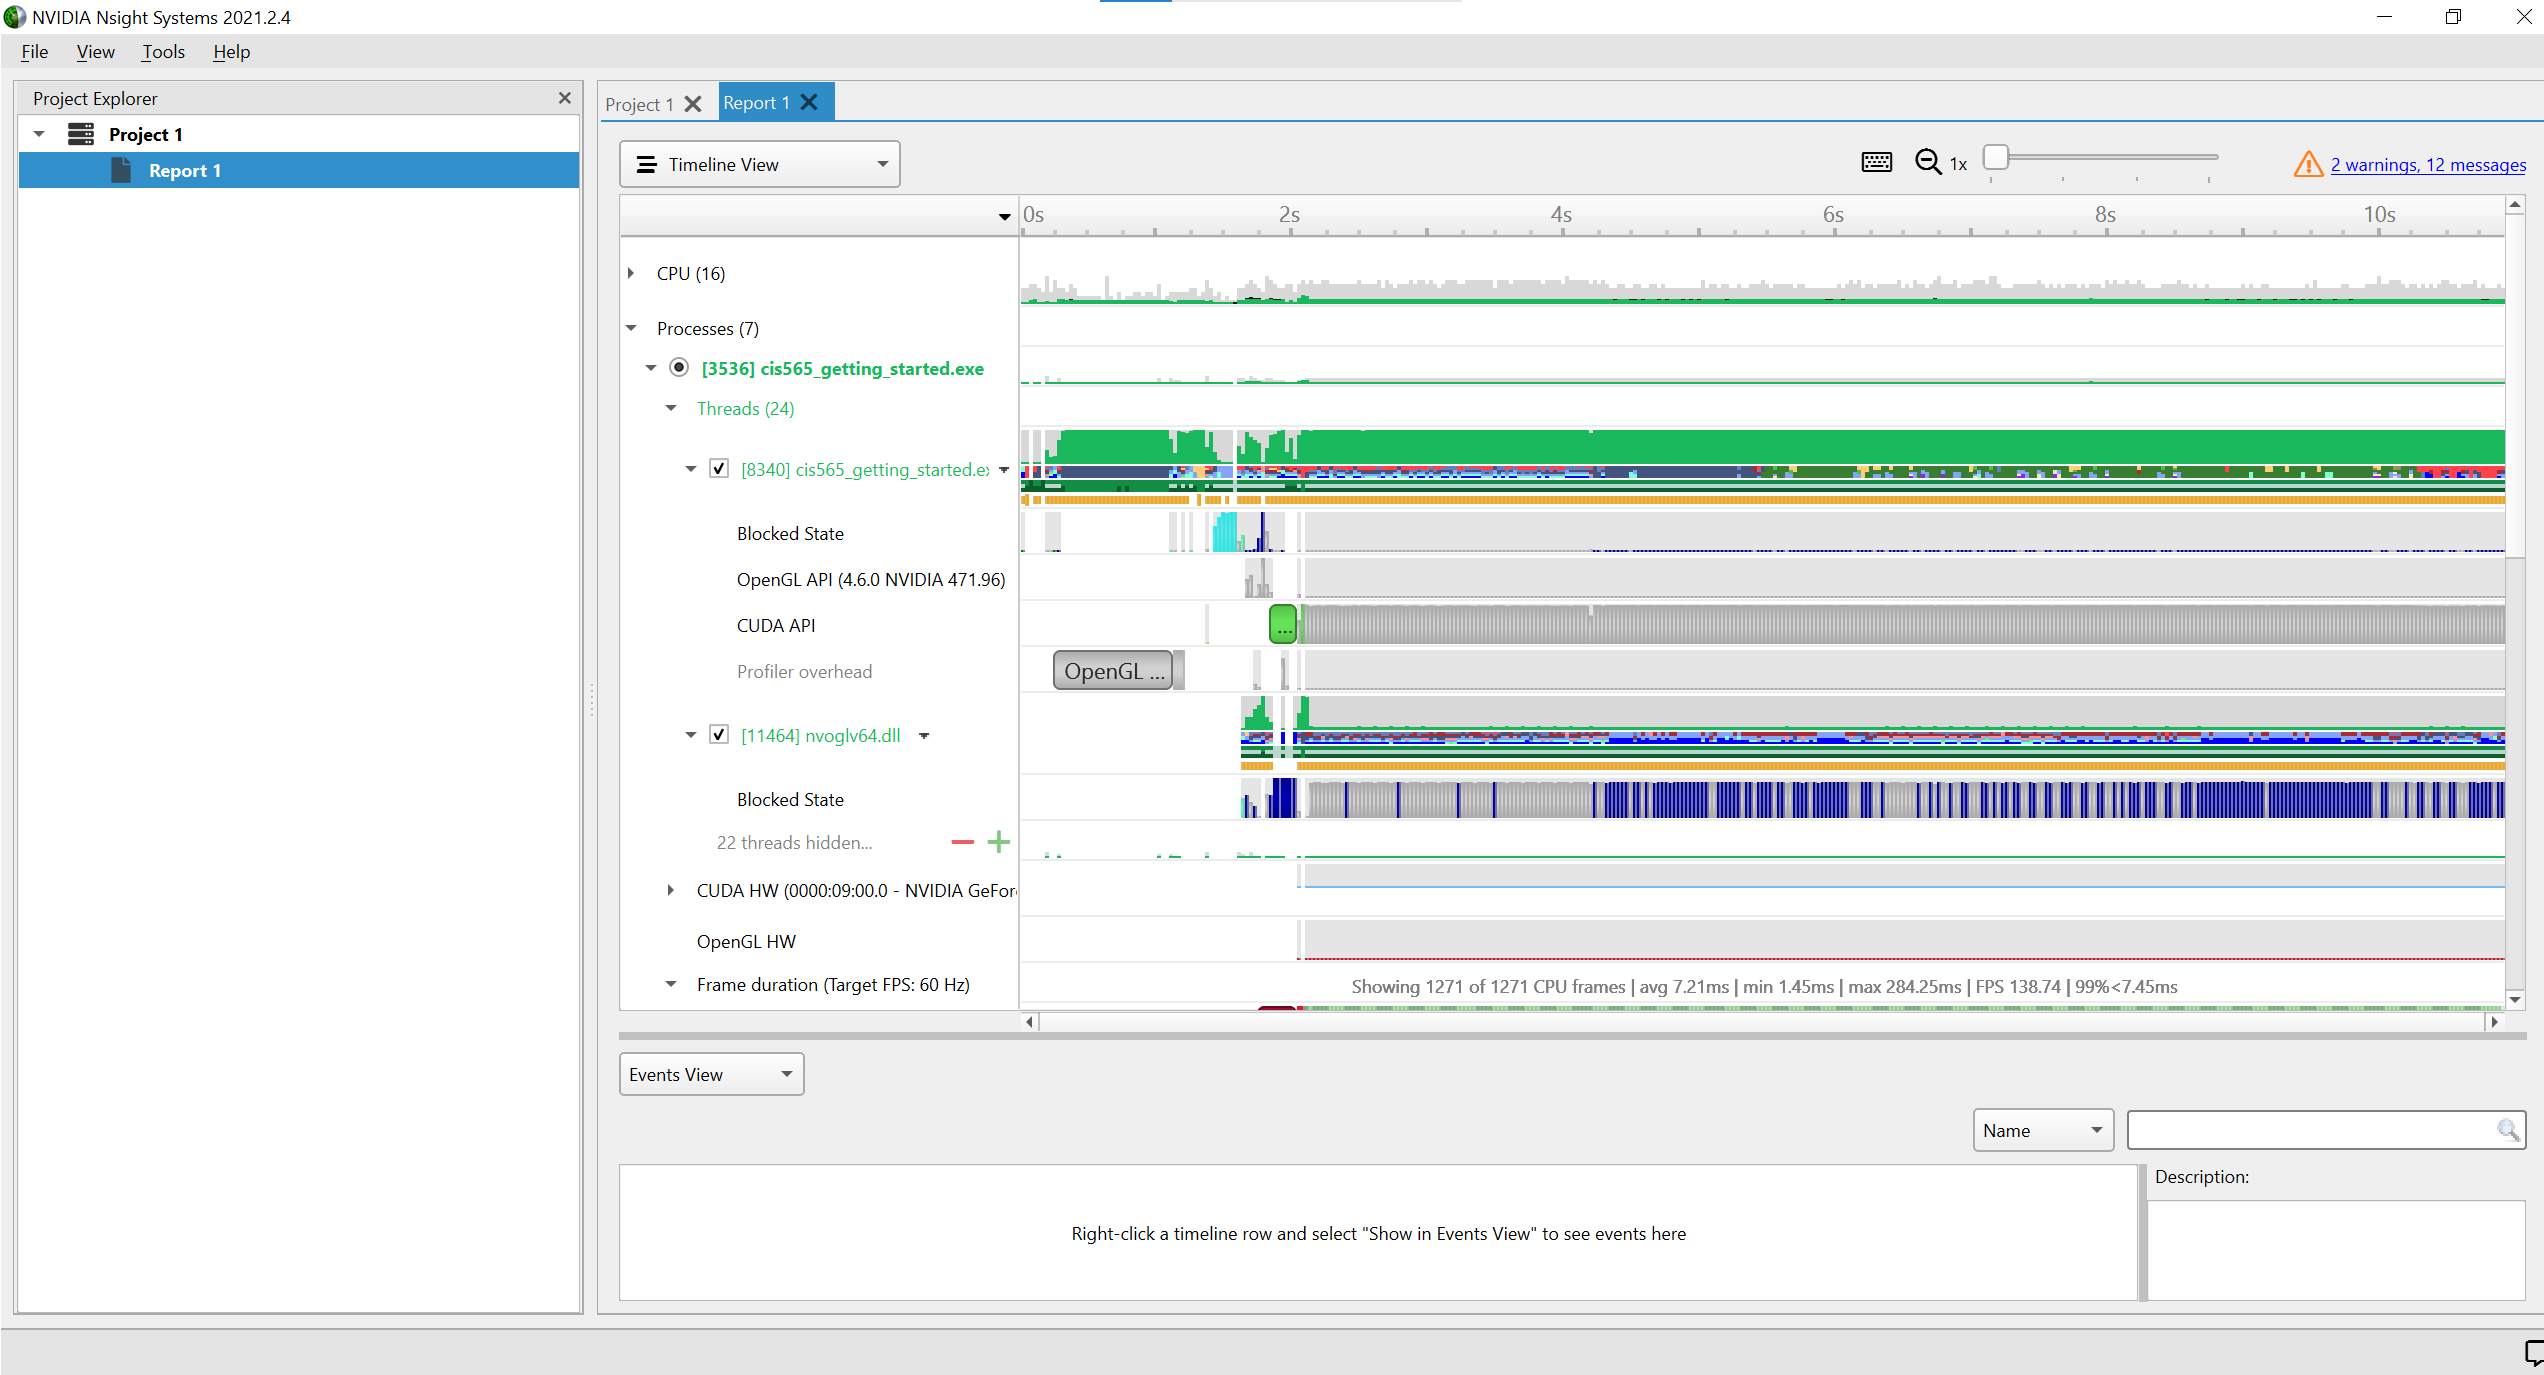 NVIDIA Nsight Systems 2021.2.4
File View Tools Help
Project Explorer
Project 1
Report 1
Project 1 Report 1
Timeline View
1x
2 warnings, 12 messages
0s 2s 4s 6s 8s 10s
CPU (16)
Processes (7)
[3536] cis565_getting_started.exe
Threads (24)
[8340] cis565_getting_started.e
Blocked State
OpenGL API (4.6.0 NVIDIA 471.96)
CUDA API
...
Profiler overhead
OpenGL ...
[11464] nvoglv64.dll
Blocked State
22 threads hidden...
CUDA HW (0000:09:00.0 - NVIDIA GeFor
OpenGL HW
Frame duration (Target FPS: 60 Hz)
Showing 1271 of 1271 CPU frames | avg 7.21ms | min 1.45ms | max 284.25ms | FPS 138.74 | 99%<7.45ms
Events View
Name
Description:
Right-click a timeline row and select "Show in Events View" to see events here